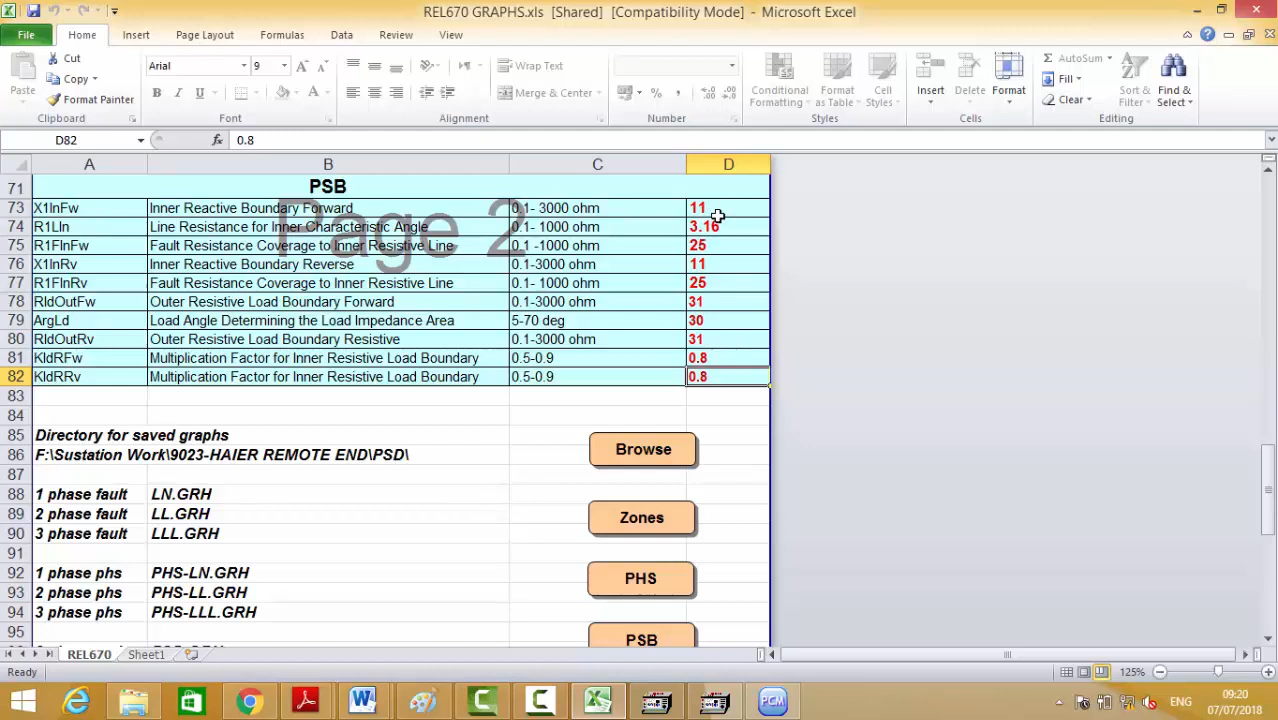 REL670 GRAPHS.xls [Shared] [Compatibility Mode] - Microsoft Excel
File Home Insert Page Layout Formulas Data Review View
Cut
Copy
Format Painter
Paste
Clipboard
Arial 9
B I U
Font
Wrap Text
Merge & Center
Alignment
Number
Conditional Formatting
Format as Table
Cell Styles
Styles
Insert Delete Format
Cells
AutoSum
Fill
Clear
Sort & Filter
Find & Select
Editing
D82 fx 0.8
A B C D
71 PSB
73 X1InFw Inner Reactive Boundary Forward 0.1- 3000 ohm 11
74 R1LIn Line Resistance for Inner Characteristic Angle 0.1- 1000 ohm 3.16
75 R1FInFw Fault Resistance Coverage to Inner Resistive Line 0.1 -1000 ohm 25
76 X1InRv Inner Reactive Boundary Reverse 0.1-3000 ohm 11
77 R1FInRv Fault Resistance Coverage to Inner Resistive Line 0.1- 1000 ohm 25
78 RldOutFw Outer Resistive Load Boundary Forward 0.1-3000 ohm 31
79 ArgLd Load Angle Determining the Load Impedance Area 5-70 deg 30
80 RldOutRv Outer Resistive Load Boundary Resistive 0.1-3000 ohm 31
81 KldRFw Multiplication Factor for Inner Resistive Load Boundary 0.5-0.9 0.8
82 KldRRv Multiplication Factor for Inner Resistive Load Boundary 0.5-0.9 0.8
Page 2
83
84
85 Directory for saved graphs
86 F:\Sustation Work\9023-HAIER REMOTE END\PSD\
Browse
87
88 1 phase fault LN.GRH
89 2 phase fault LL.GRH
Zones
90 3 phase fault LLL.GRH
91
92 1 phase phs PHS-LN.GRH
PHS
93 2 phase phs PHS-LL.GRH
94 3 phase phs PHS-LLL.GRH
95
PSB
REL670 Sheet1
Ready 125%
ENG 09:20
07/07/2018
PCM